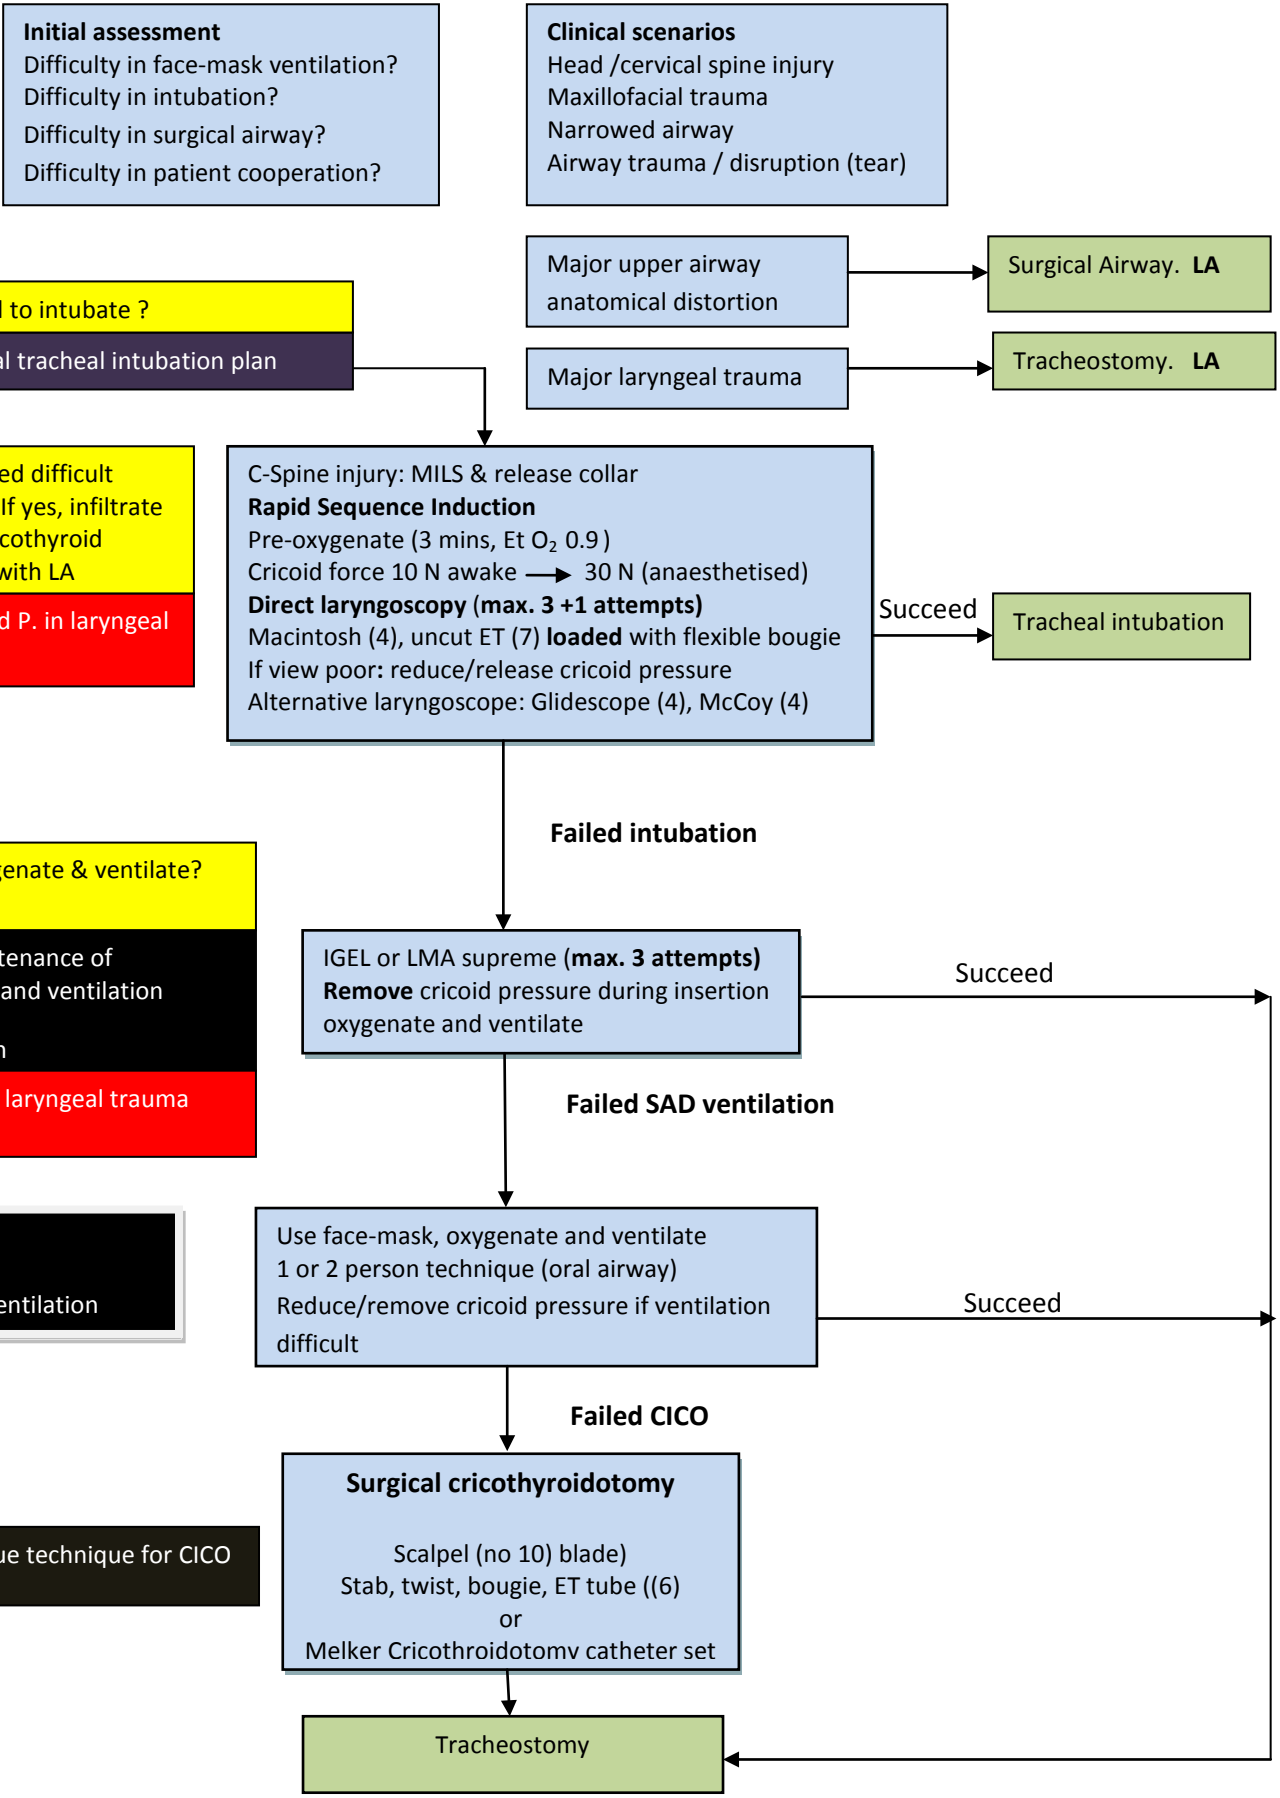 Initial assessment
Difficulty in face-mask ventilation?
Difficulty in intubation?
Difficulty in surgical airway?
Difficulty in patient cooperation?
Clinical scenarios
Head /cervical spine injury
Maxillofacial trauma
Narrowed airway
Airway trauma / disruption (tear)
Major upper airway
anatomical distortion
Surgical Airway. LA
to intubate ?
al tracheal intubation plan
Major laryngeal trauma
Tracheostomy. LA
ed difficult
If yes, infiltrate
cothyroid
with LA
d P. in laryngeal
C-Spine injury: MILS & release collar
Rapid Sequence Induction
Pre-oxygenate (3 mins, Et O₂ 0.9 )
Cricoid force 10 N awake → 30 N (anaesthetised)
Direct laryngoscopy (max. 3 +1 attempts)
Macintosh (4), uncut ET (7) loaded with flexible bougie
If view poor: reduce/release cricoid pressure
Alternative laryngoscope: Glidescope (4), McCoy (4)
Succeed
Tracheal intubation
Failed intubation
genate & ventilate?
tenance of
and ventilation
n
laryngeal trauma
IGEL or LMA supreme (max. 3 attempts)
Remove cricoid pressure during insertion
oxygenate and ventilate
Succeed
Failed SAD ventilation
entilation
Use face-mask, oxygenate and ventilate
1 or 2 person technique (oral airway)
Reduce/remove cricoid pressure if ventilation
difficult
Succeed
Failed CICO
ue technique for CICO
Surgical cricothyroidotomy
Scalpel (no 10) blade)
Stab, twist, bougie, ET tube ((6)
or
Melker Cricothroidotomy catheter set
Tracheostomy